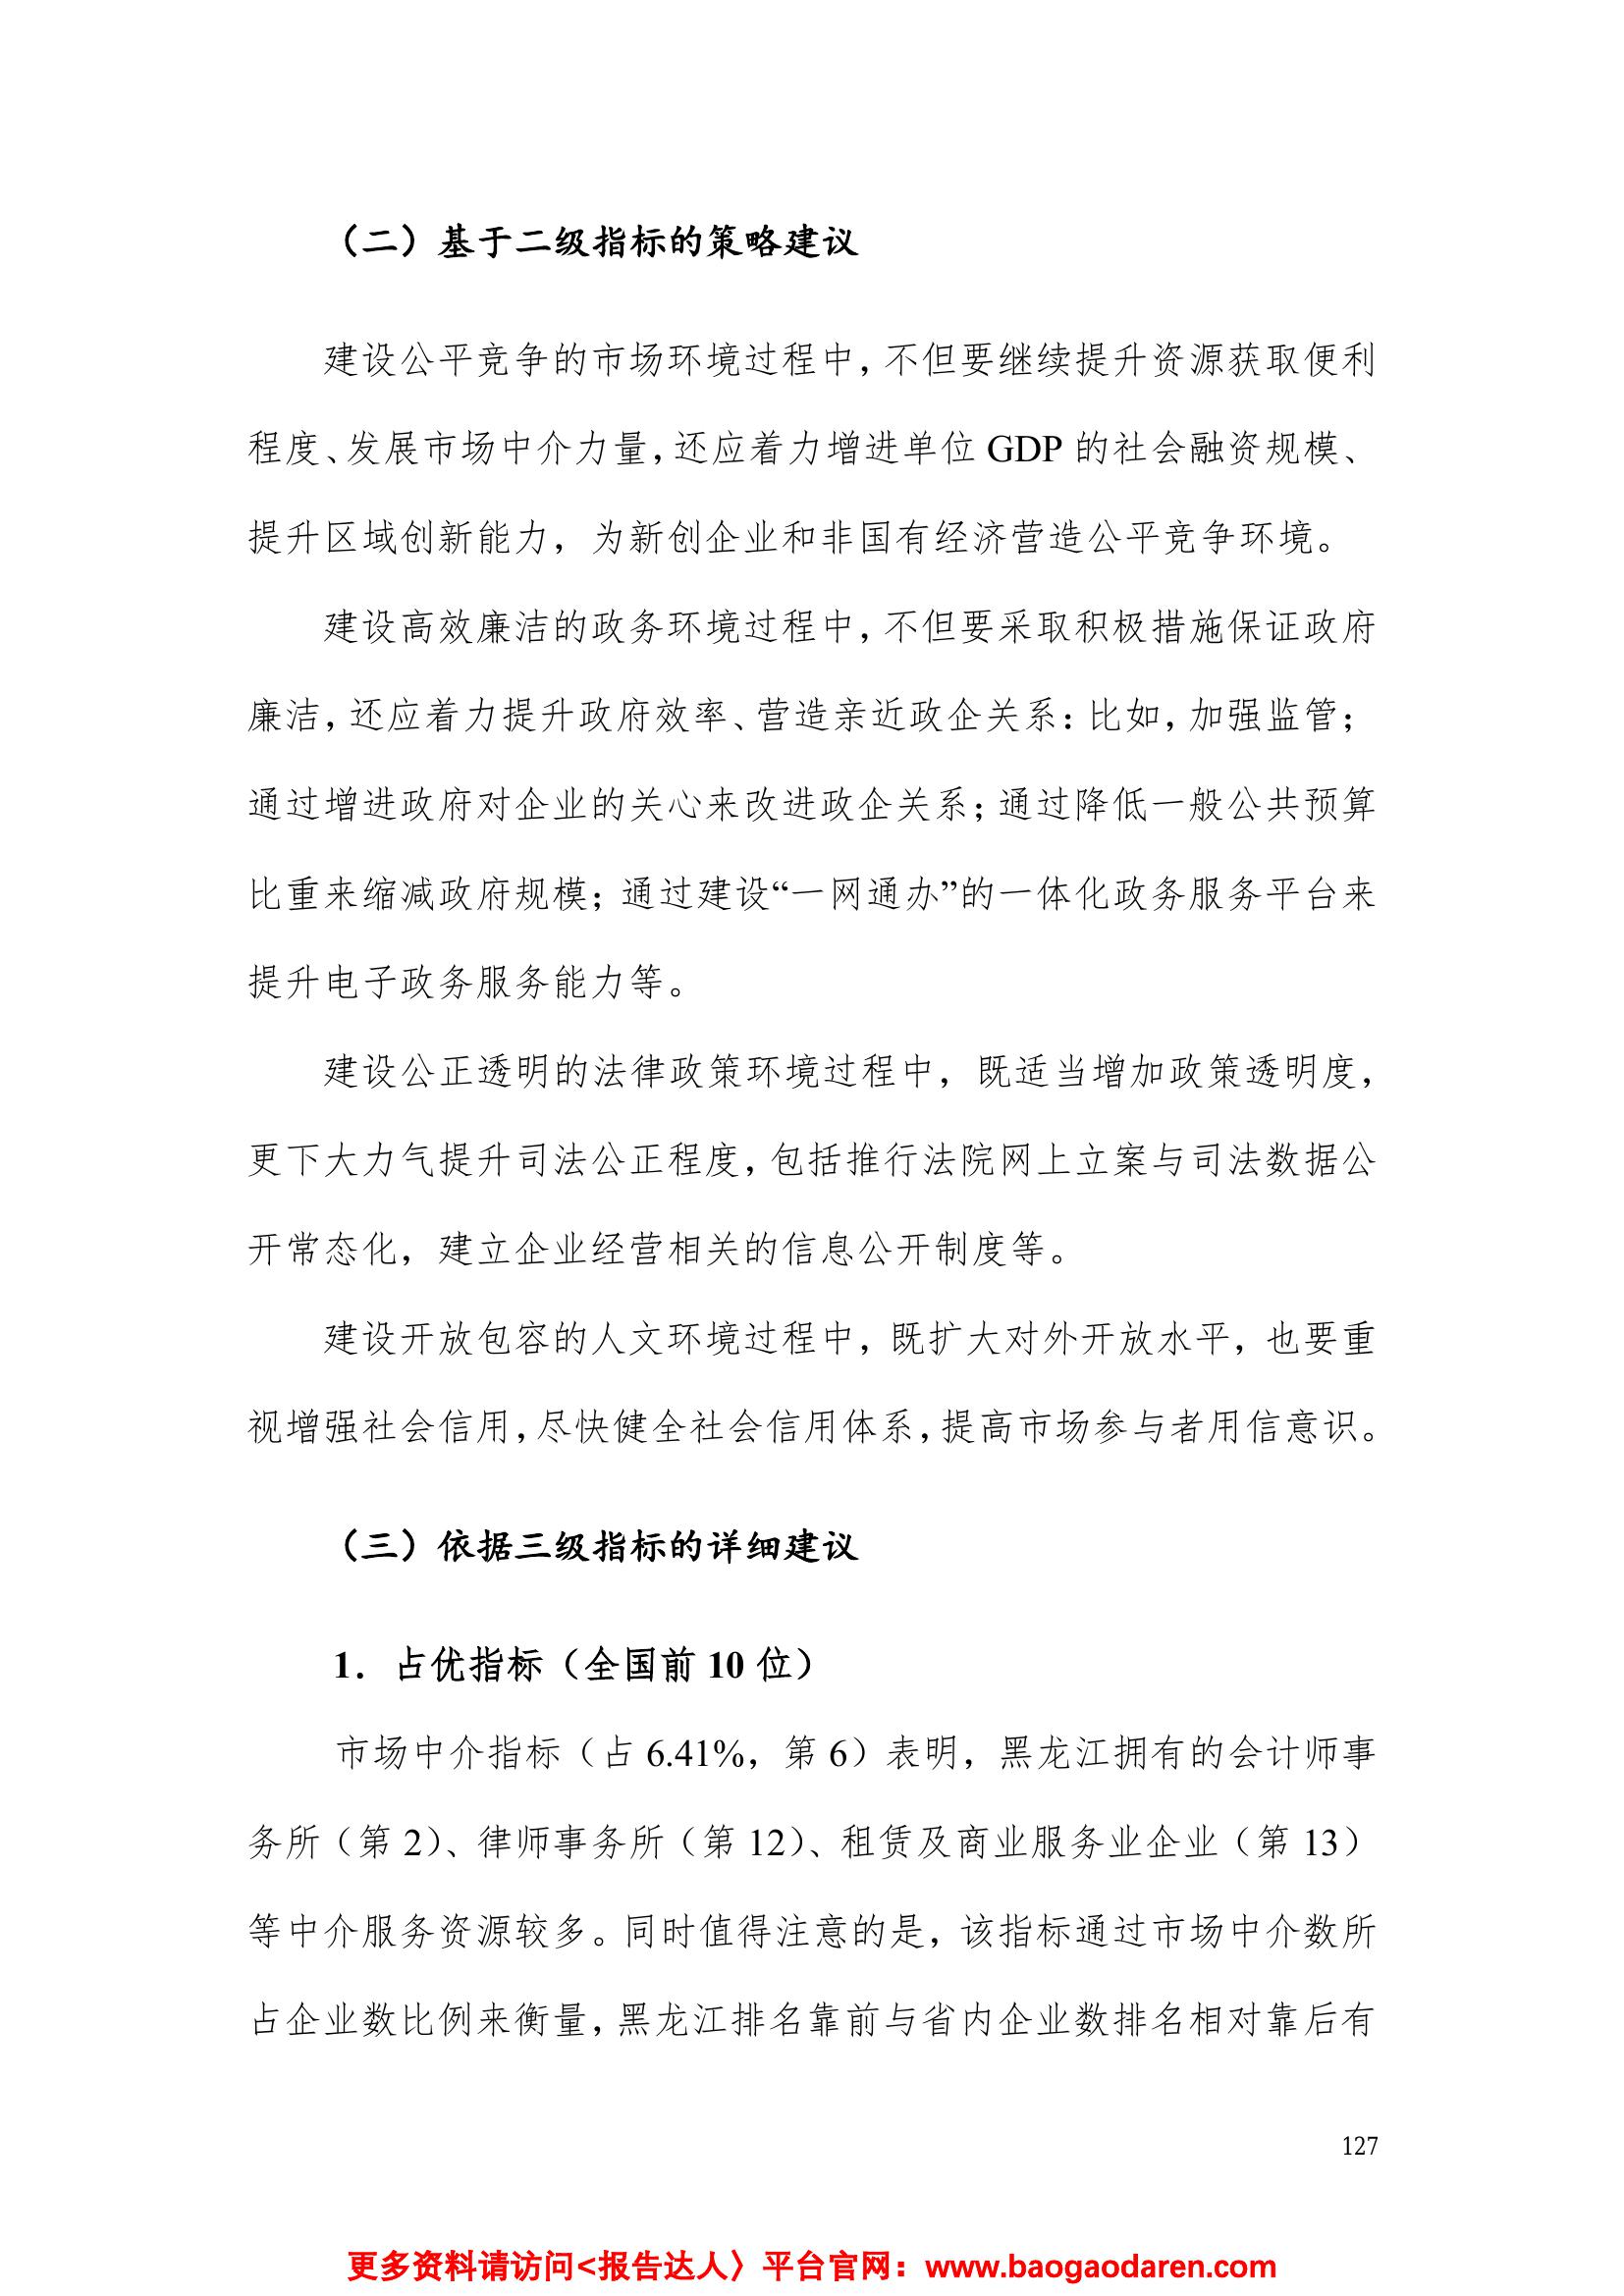 （二）基于二级指标的策略建议
建设公平竞争的市场环境过程中，不但要继续提升资源获取便利
程度、发展市场中介力量，还应着力增进单位 GDP 的社会融资规模、
提升区域创新能力，为新创企业和非国有经济营造公平竞争环境。
建设高效廉洁的政务环境过程中，不但要采取积极措施保证政府
廉洁，还应着力提升政府效率、营造亲近政企关系：比如，加强监管；
通过增进政府对企业的关心来改进政企关系；通过降低一般公共预算
比重来缩减政府规模；通过建设“一网通办”的一体化政务服务平台来
提升电子政务服务能力等。
建设公正透明的法律政策环境过程中，既适当增加政策透明度，
更下大力气提升司法公正程度，包括推行法院网上立案与司法数据公
开常态化，建立企业经营相关的信息公开制度等。
建设开放包容的人文环境过程中，既扩大对外开放水平，也要重
视增强社会信用，尽快健全社会信用体系，提高市场参与者用信意识。
（三）依据三级指标的详细建议
1．占优指标（全国前 10 位）
市场中介指标（占 6.41%，第 6）表明，黑龙江拥有的会计师事
务所（第 2）、律师事务所（第 12）、租赁及商业服务业企业（第 13）
等中介服务资源较多。同时值得注意的是，该指标通过市场中介数所
占企业数比例来衡量，黑龙江排名靠前与省内企业数排名相对靠后有
127
更多资料请访问<报告达人〉平台官网：www.baogaodaren.com